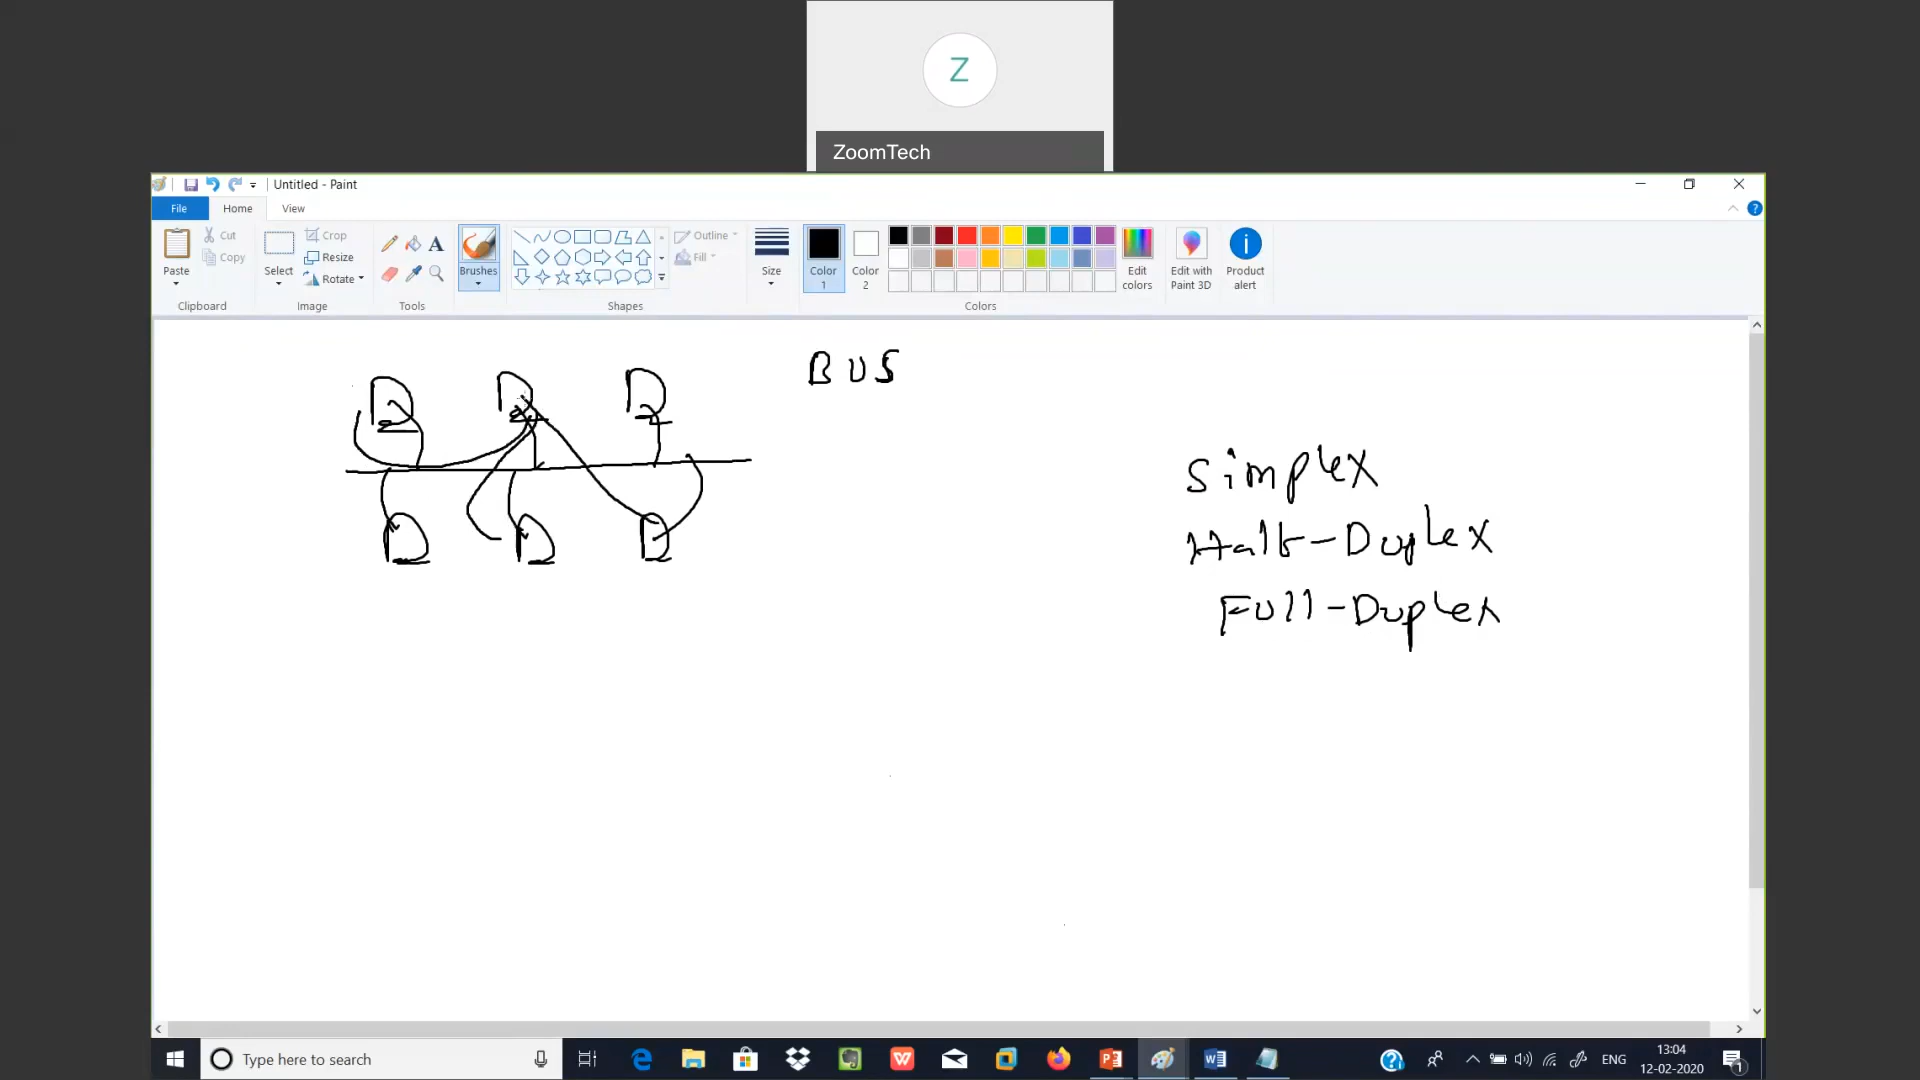 Z
ZoomTech
Untitled - Paint
File Home View
Paste
Cut
Copy
Clipboard
Select
Crop
Resize
Rotate
Image
Tools
Brushes
Shapes
Outline
Fill
Size
Color 1
Color 2
Colors
Edit colors
Edit with Paint 3D
Product alert
BUS
Simplex
Half-Duplex
Full-Duplex
Type here to search
ENG
13:04
12-02-2020
1